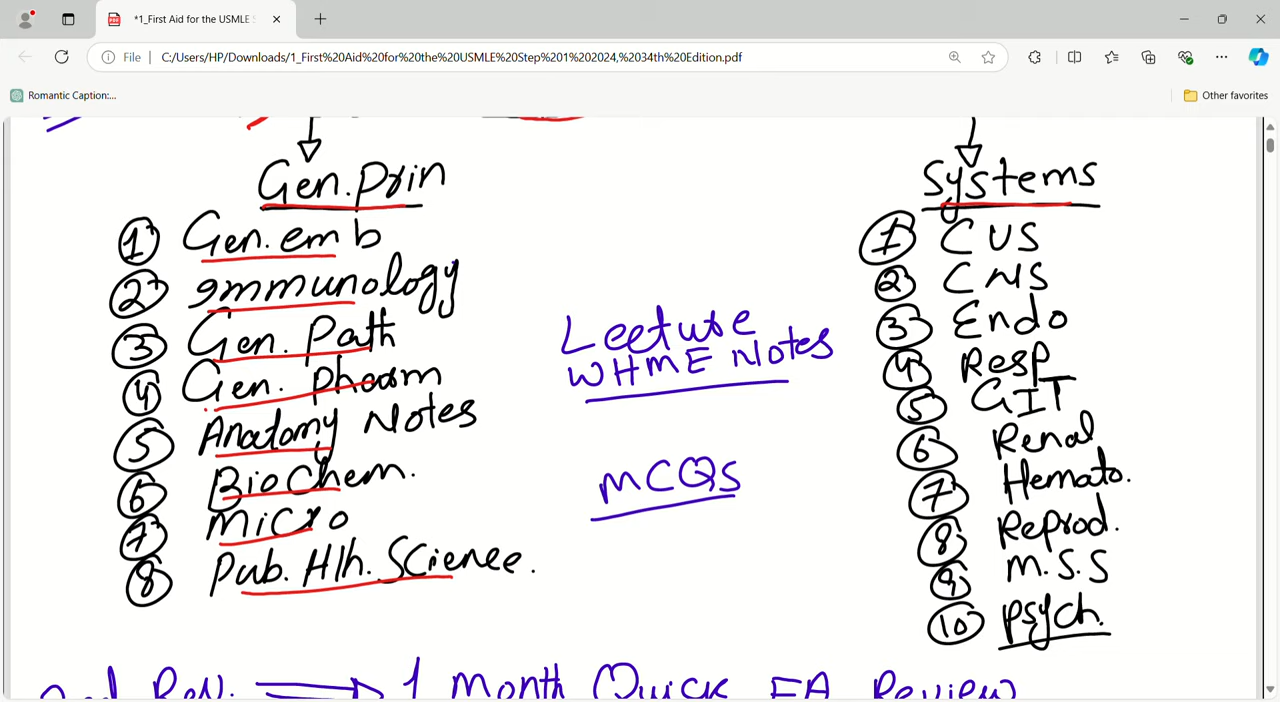 *1_First Aid for the USMLE S
File C:/Users/HP/Downloads/1_First%20Aid%20for%20the%20USMLE%20Step%201%202024,%2034th%20Edition.pdf
Romantic Caption:...
Other favorites
Gen. Prin
1 Gen. emb
2 Immunology
3 Gen. Path
4 Gen. pharm
5 Anatomy Notes
6 BioChem.
7 Micro
8 Pub. Hlh. Science.
Lecture
WHME Notes
MCQs
Systems
1 CVS
2 CNS
3 Endo
4 Resp
5 GIT
6 Renal
7 Hemato.
8 Reprod.
9 M.S.S
10 psych.
1 Month Quick FA Review